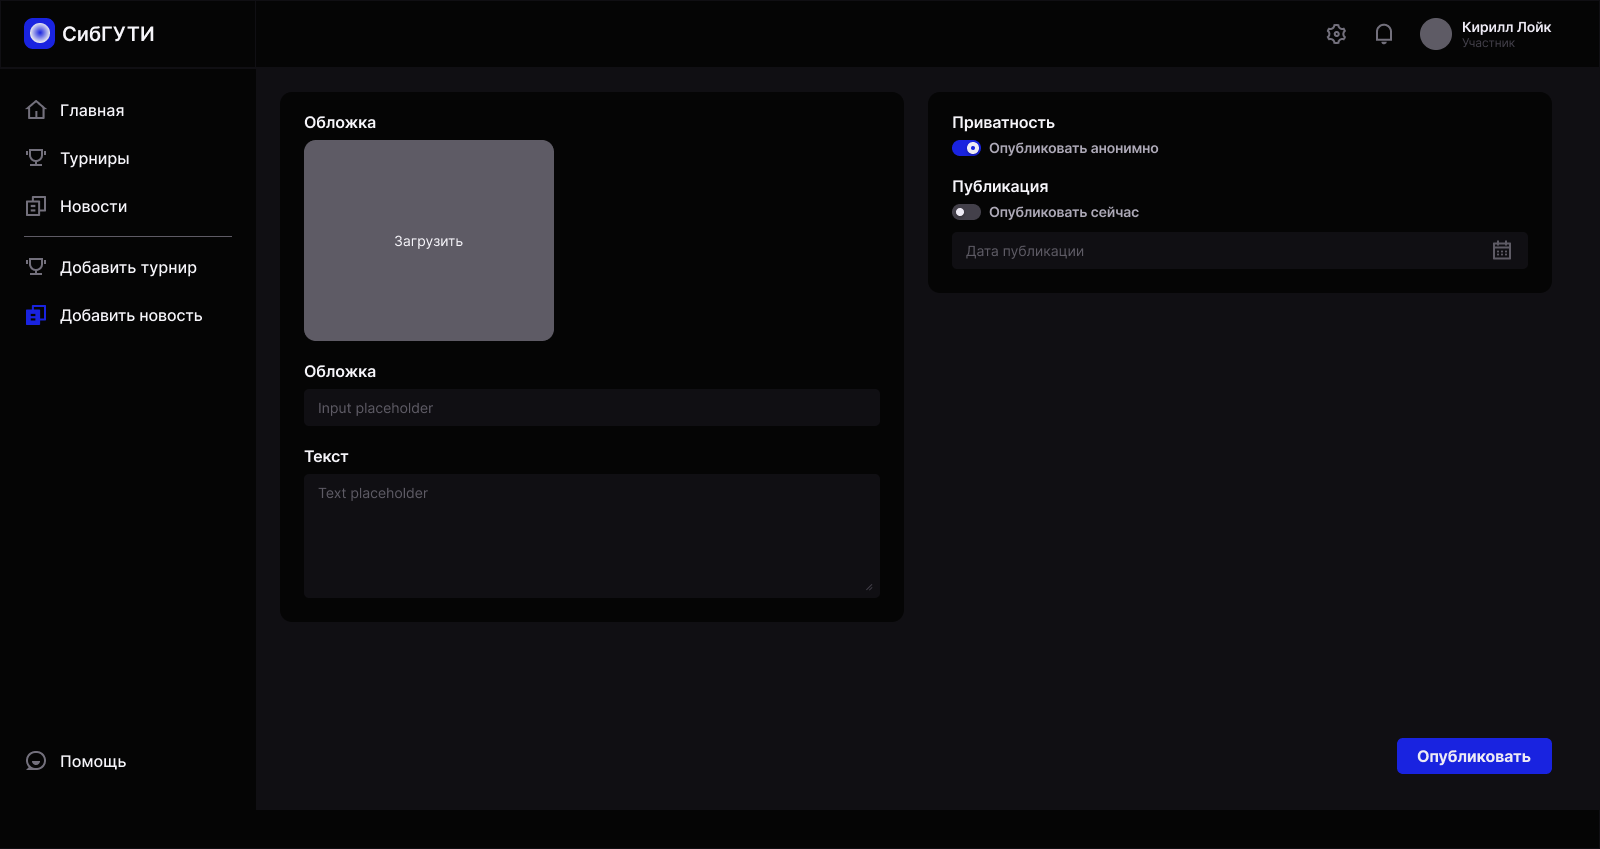 СибГУТИ
Кирилл Лойк
Участник
Главная
Турниры
Новости
Добавить турнир
Добавить новость
Помощь
Обложка
Загрузить
Обложка
Input placeholder
Текст
Text placeholder
Приватность
Опубликовать анонимно
Публикация
Опубликовать сейчас
Дата публикации
Опубликовать